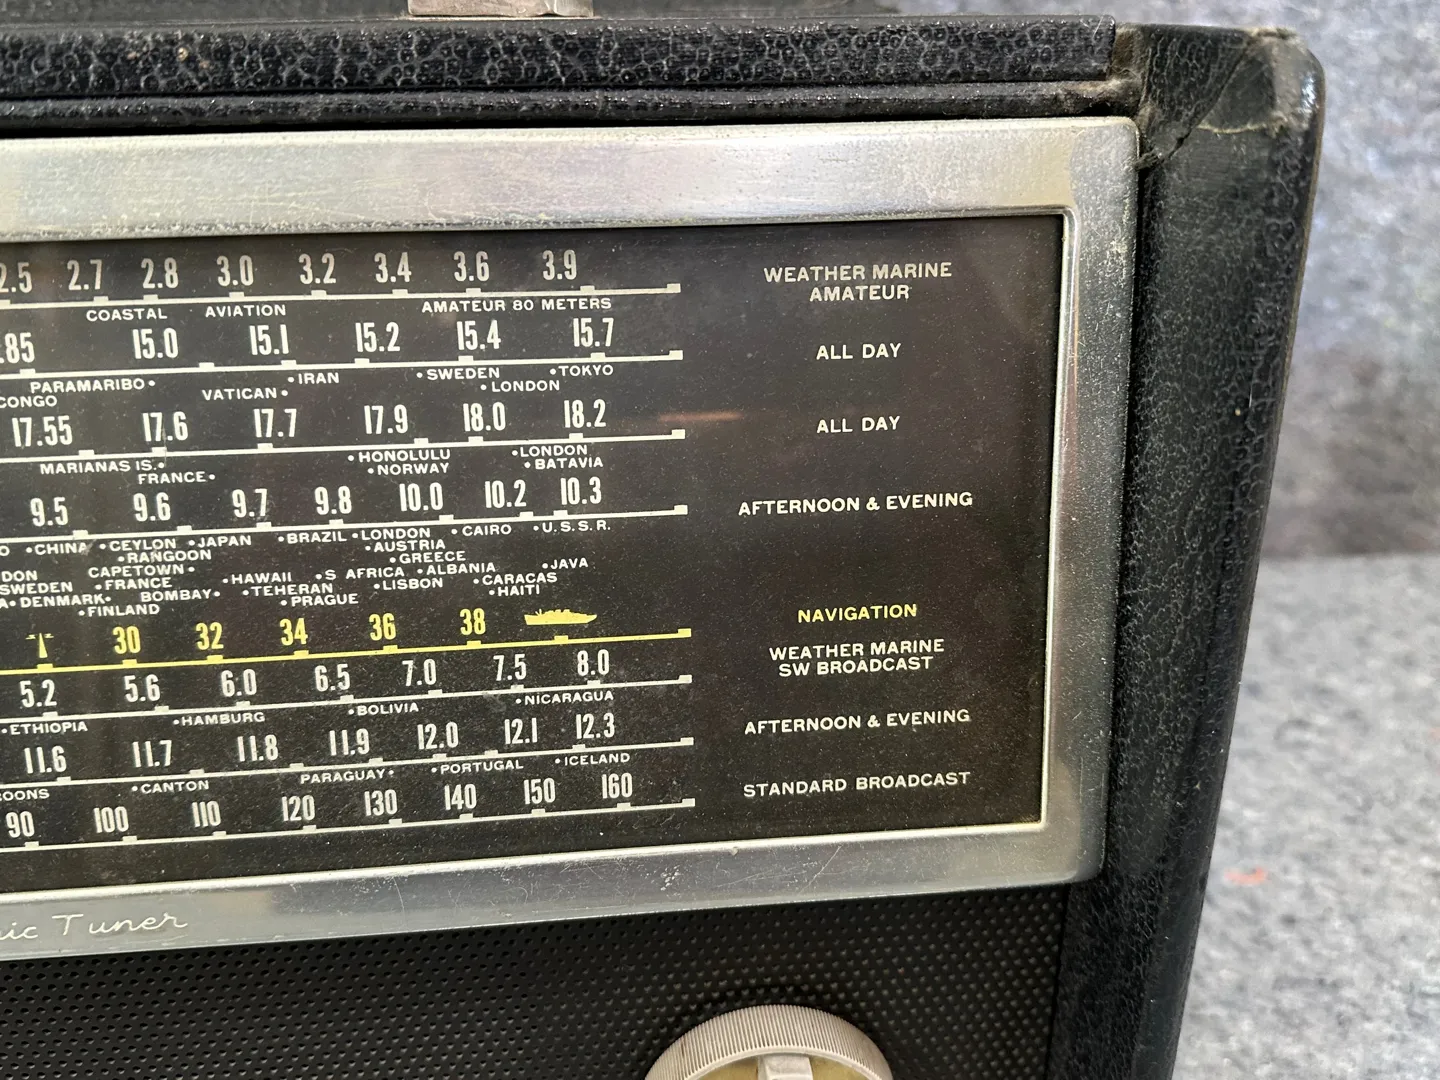 2.5 2.7 2.8 3.0 3.2 3.4 3.6 3.9 WEATHER MARINE
AMATEUR
COASTAL AVIATION AMATEUR 80 METERS
.85 15.0 15.1 15.2 15.4 15.7 ALL DAY
PARAMARIBO• •IRAN •SWEDEN •TOKYO
CONGO VATICAN• •LONDON
17.55 17.6 17.7 17.9 18.0 18.2 ALL DAY
MARIANAS IS.• •HONOLULU •LONDON
FRANCE• •NORWAY •BATAVIA
9.5 9.6 9.7 9.8 10.0 10.2 10.3 AFTERNOON & EVENING
O •CHINA •CEYLON •JAPAN •BRAZIL •LONDON •CAIRO •U.S.S.R.
•RANGOON •AUSTRIA
•GREECE
DON CAPETOWN• •HAWAII •S AFRICA •ALBANIA •JAVA
SWEDEN •FRANCE •TEHERAN •LISBON •CARACAS
A• DENMARK• BOMBAY• •PRAGUE •HAITI
•FINLAND
30 32 34 36 38 NAVIGATION
5.2 5.6 6.0 6.5 7.0 7.5 8.0 WEATHER MARINE
SW BROADCAST
•ETHIOPIA •HAMBURG •BOLIVIA •NICARAGUA
11.6 11.7 11.8 11.9 12.0 12.1 12.3 AFTERNOON & EVENING
OONS •CANTON PARAGUAY• •PORTUGAL •ICELAND
90 100 110 120 130 140 150 160 STANDARD BROADCAST
ic Tuner